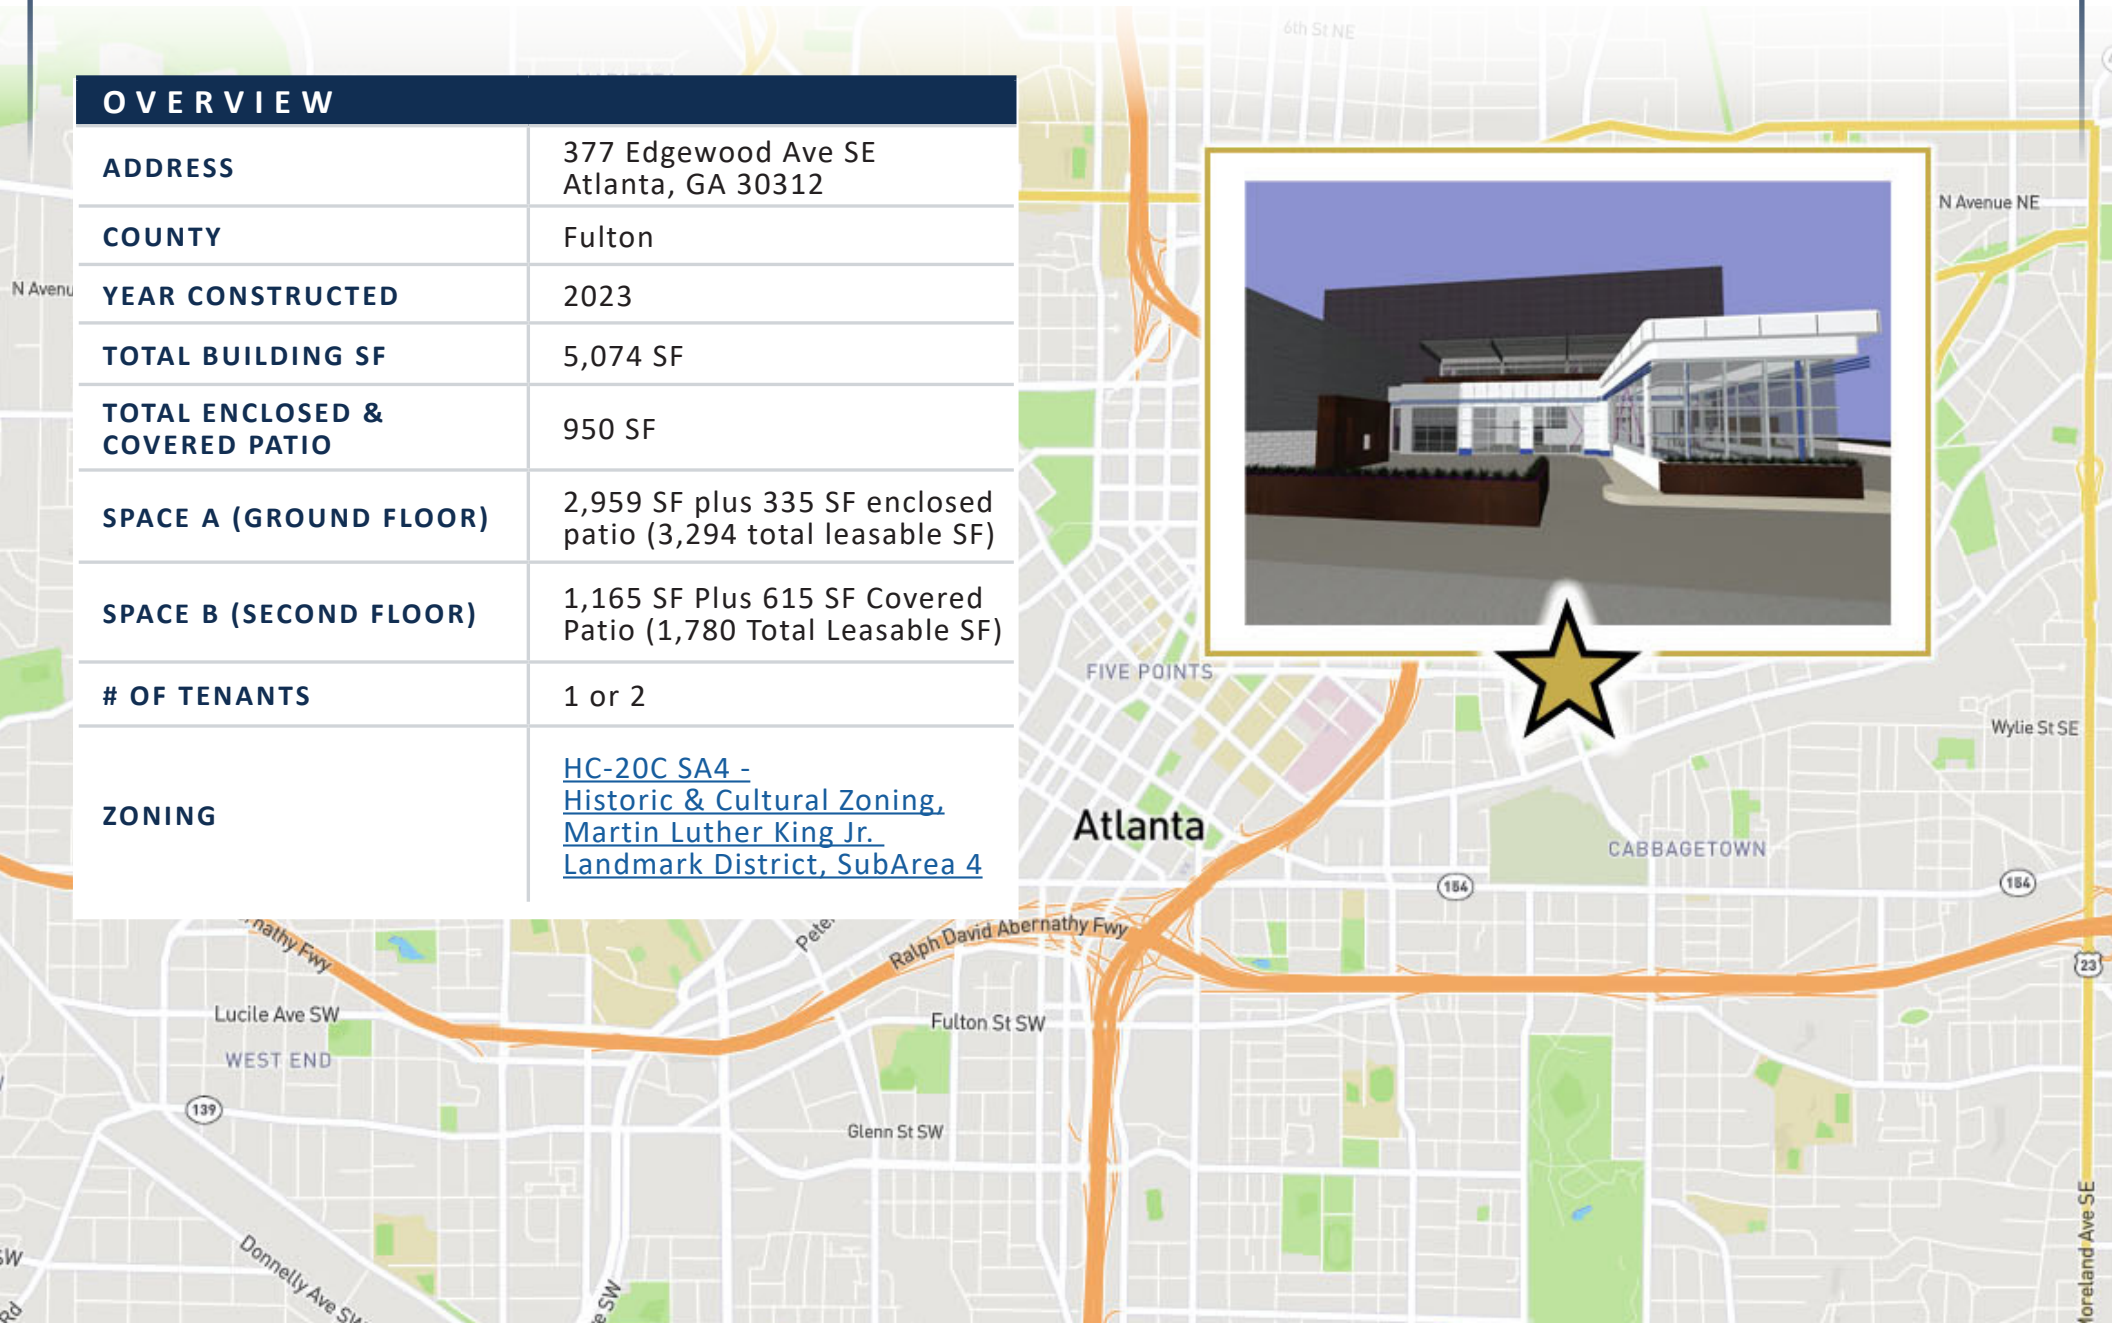 6th St NE
OVERVIEW
ADDRESS
377 Edgewood Ave SE
Atlanta, GA 30312
COUNTY
Fulton
YEAR CONSTRUCTED
2023
TOTAL BUILDING SF
5,074 SF
TOTAL ENCLOSED &
COVERED PATIO
950 SF
SPACE A (GROUND FLOOR)
2,959 SF plus 335 SF enclosed
patio (3,294 total leasable SF)
SPACE B (SECOND FLOOR)
1,165 SF Plus 615 SF Covered
Patio (1,780 Total Leasable SF)
# OF TENANTS
1 or 2
ZONING
HC-20C SA4 -
Historic & Cultural Zoning,
Martin Luther King Jr.
Landmark District, SubArea 4
N Avenue NE
N Avenu
FIVE POINTS
Wylie St SE
Atlanta
CABBAGETOWN
154
154
nathy Fwy
Peter
Ralph David Abernathy Fwy
23
Lucile Ave SW
Fulton St SW
WEST END
139
Glenn St SW
Donnelly Ave SW
SW
e SW
Rd
Moreland Ave SE